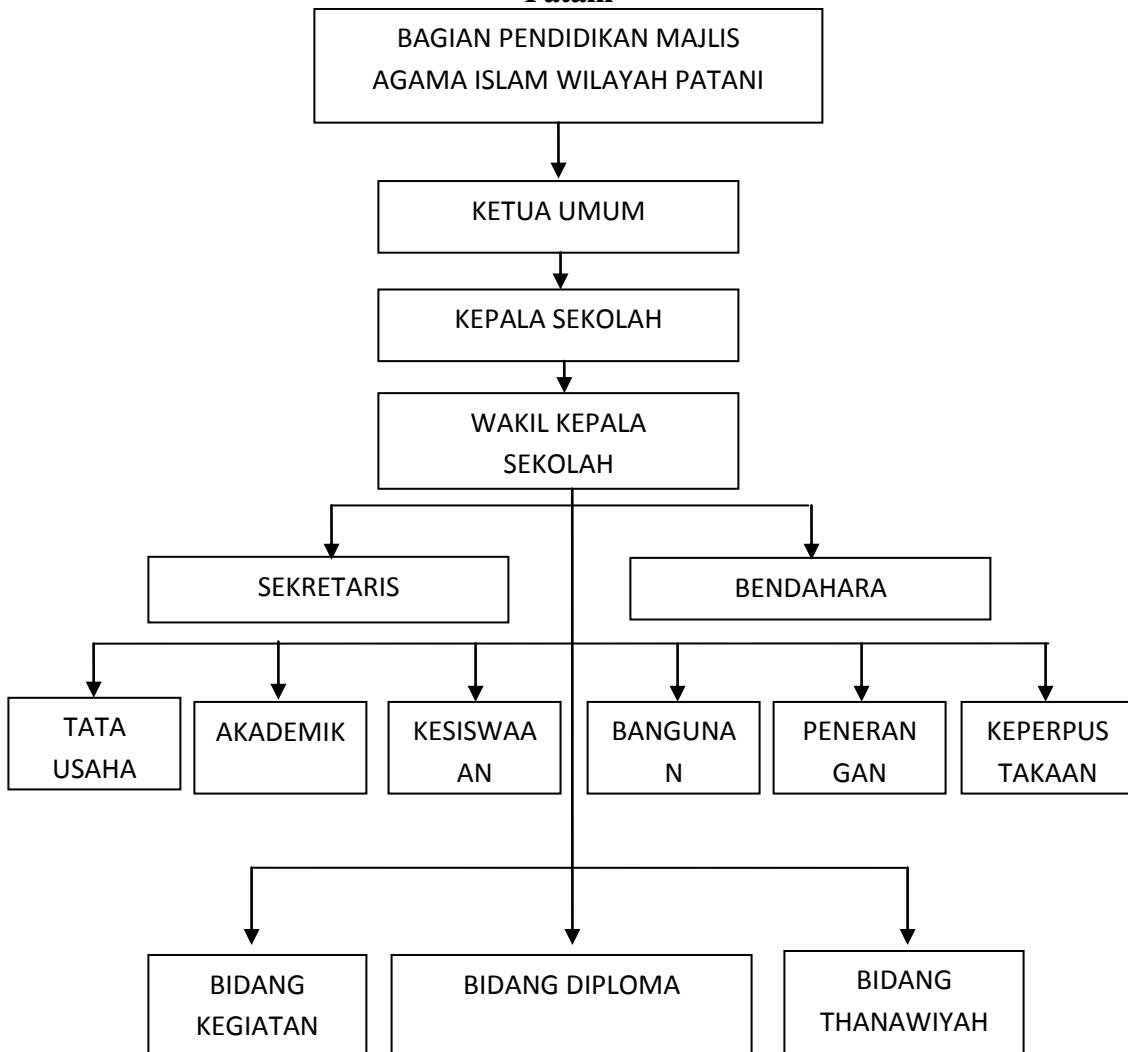 BAGIAN PENDIDIKAN MAJLIS
AGAMA ISLAM WILAYAH PATANI
KETUA UMUM
KEPALA SEKOLAH
WAKIL KEPALA
SEKOLAH
SEKRETARIS
BENDAHARA
TATA
USAHA
AKADEMIK
KESISWAA
AN
BANGUNA
N
PENERAN
GAN
KEPERPUS
TAKAAN
BIDANG
KEGIATAN
BIDANG DIPLOMA
BIDANG
THANAWIYAH